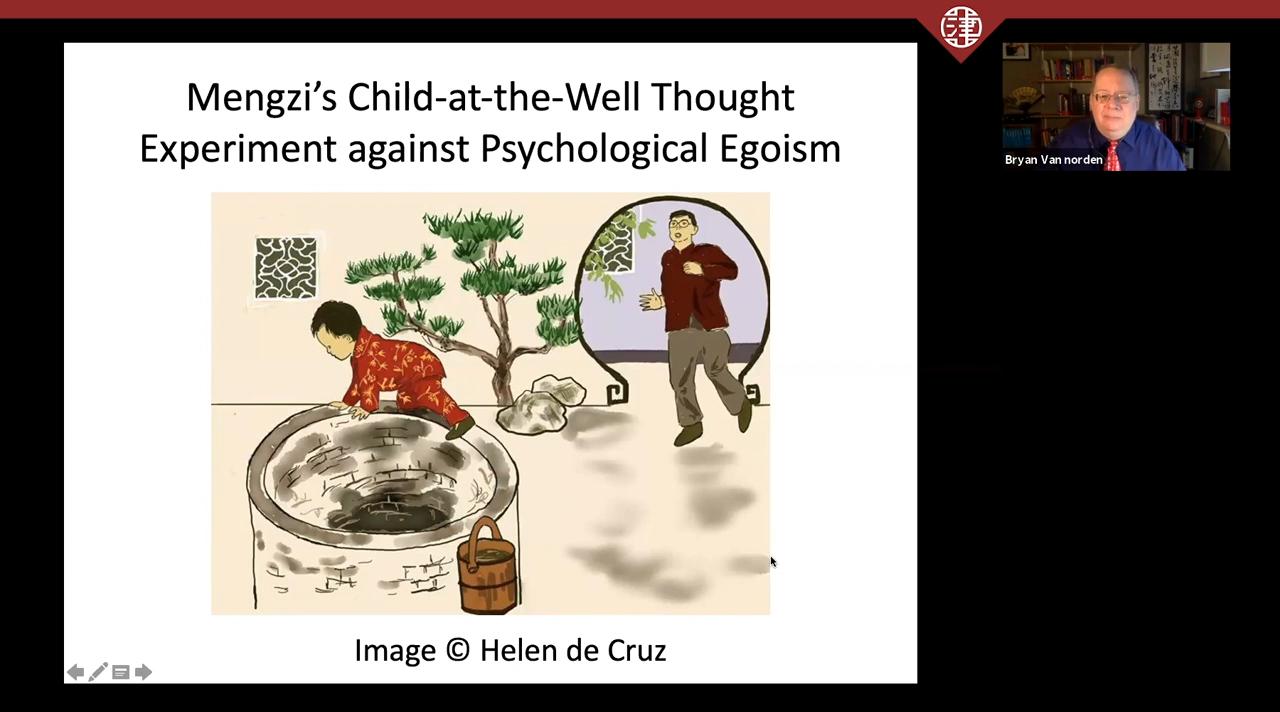 Mengzi’s Child-at-the-Well Thought
Experiment against Psychological Egoism
Image © Helen de Cruz
Bryan Van norden